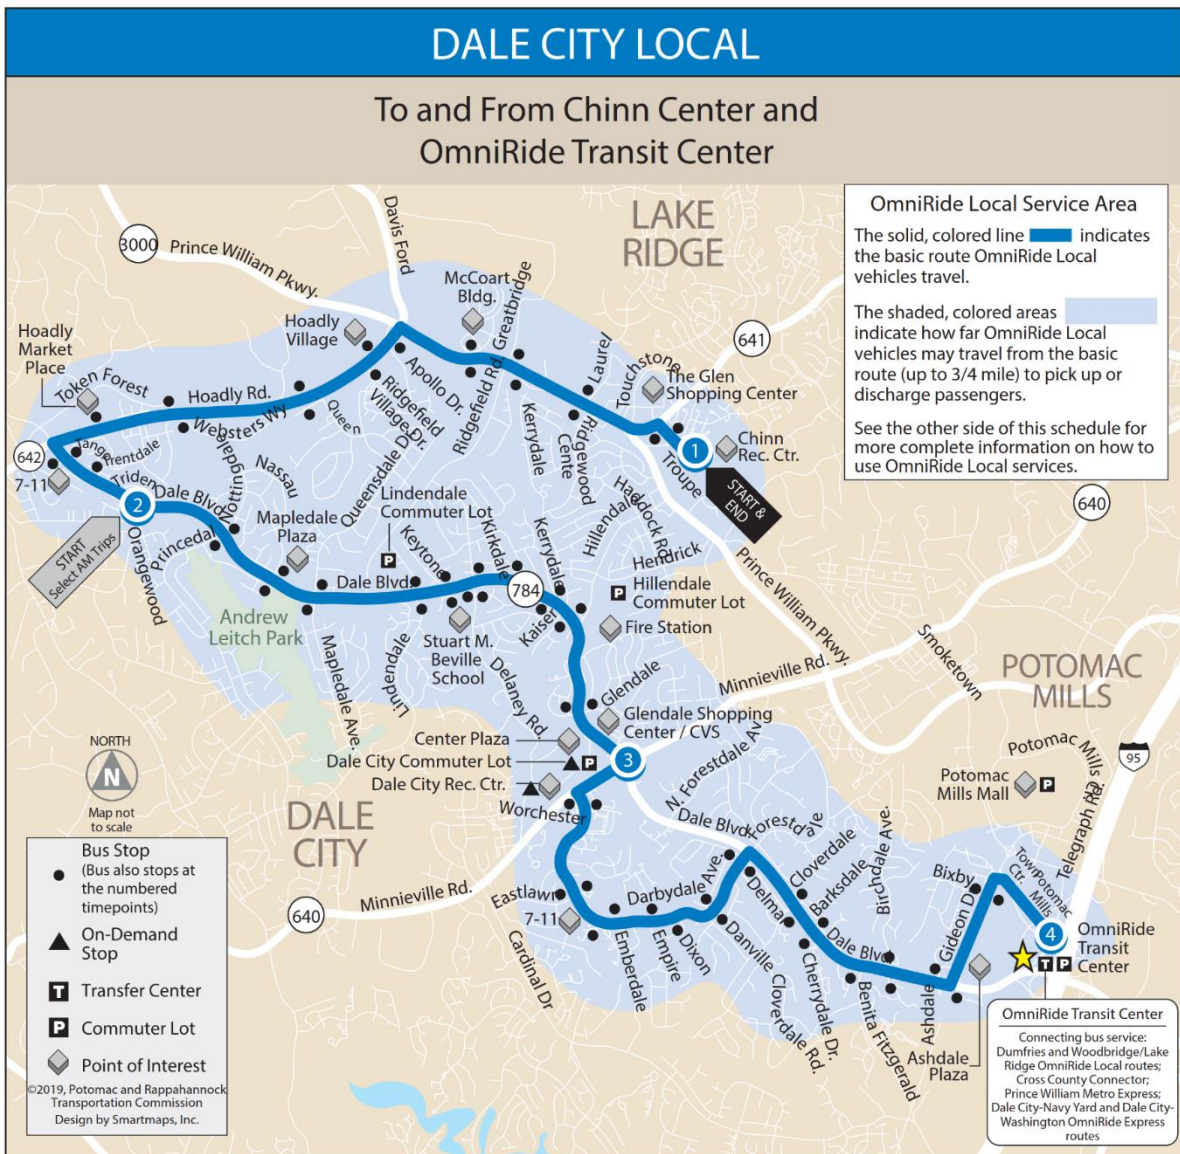 DALE CITY LOCAL
To and From Chinn Center and
OmniRide Transit Center
LAKE
RIDGE
OmniRide Local Service Area
The solid, colored line indicates
the basic route OmniRide Local
vehicles travel.
The shaded, colored areas
indicate how far OmniRide Local
vehicles may travel from the basic
route (up to 3/4 mile) to pick up or
discharge passengers.
See the other side of this schedule for
more complete information on how to
use OmniRide Local services.
3000
Prince William Pkwy.
Davis Ford
McCoart
Bldg.
Greatbridge
Hoadly
Village
Hoadly
Market
Place
Token Forest
Hoadly Rd.
Websters Wy
Queen
Apollo Dr.
Ridgefield
Village Dr.
Ridgefield Rd.
Kerrydale
Laurel
Ridgewood
Cente
Touchstone
641
The Glen
Shopping Center
1
Chinn
Rec. Ctr.
START &
END
Troupe
Haddock Rd.
Hillendale
Hendrick
Prince William Pkwy.
640
642
7-11
Tange
Trentdale
Triden
2
START
Select AM Trips
Dale Blvd
Nottingdale
Nassau
Queensdale Dr.
Orangewood
Princedal
Mapledale
Plaza
Lindendale
Commuter Lot
P
Keytone
Kirkdale
Kerrydale
784
Dale Blvd.
Kaiser
P
Hillendale
Commuter Lot
Fire Station
Andrew
Leitch Park
Mapledale Ave.
Lindendale
Stuart M.
Beville
School
Delaney Rd.
Glendale
Glendale Shopping
Center / CVS
Minnieville Rd.
Smoketown
POTOMAC
MILLS
Center Plaza
Dale City Commuter Lot
P
3
Dale City Rec. Ctr.
Worchester
N. Forestdale Av
Dale Blvd.
Forestdale
Potomac
Mills Mall
P
Potomac Mills Cir.
Telegraph Rd.
95
NORTH
N
Map not
to scale
DALE
CITY
Minnieville Rd.
640
Eastlawn
7-11
Cardinal Dr
Emberdale
Empire
Dixon
Darbydale Ave.
Danville
Cloverdale Rd.
Delmar
Cloverdale
Barksdale
Cherrydale Dr.
Dale Blvd
Birchdale Ave.
Benita Fitzgerald
Ashdale
Gideon D
Bixby
Town
Ctr.
Potomac
Mills
4
OmniRide
Transit
Center
T
P
Ashdale
Plaza
Bus Stop
(Bus also stops at
the numbered
timepoints)
On-Demand
Stop
T
Transfer Center
P
Commuter Lot
Point of Interest
©2019, Potomac and Rappahannock
Transportation Commission
Design by Smartmaps, Inc.
OmniRide Transit Center
Connecting bus service:
Dumfries and Woodbridge/Lake
Ridge OmniRide Local routes;
Cross County Connector;
Prince William Metro Express;
Dale City-Navy Yard and Dale City-
Washington OmniRide Express
routes